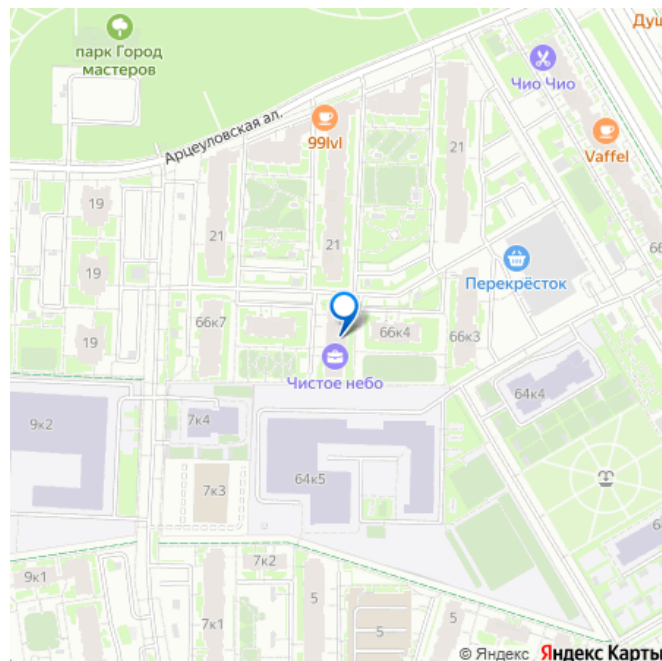 Душ
парк Город
мастеров
Чио Чио
Арцеуловская ал.
99lvl
Vaffel
21
19
21
21
19
Перекрёсток
66
66к7
66к4
66к3
19
Чистое небо
64к4
9к2
7к4
64к5
7к3
64
7к2
9к1
5
5
7к1
5
© Яндекс Яндекс Карты